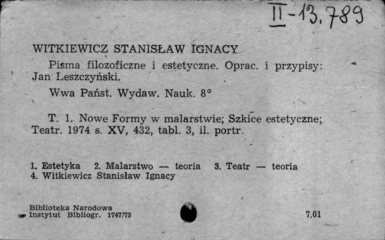 II-13.789
WITKIEWICZ STANISŁAW IGNACY
Pisma filozoficzne i estetyczne. Oprac. i przypisy:
Jan Leszczyński.
Wwa Państ. Wydaw. Nauk. 8°
T. 1. Nowe Formy w malarstwie; Szkice estetyczne;
Teatr. 1974 s. XV, 432, tabl. 3, il. portr.
1. Estetyka 2. Malarstwo — teoria 3. Teatr — teoria
4. Witkiewicz Stanisław Ignacy
Biblioteka Narodowa
Instytut Bibliogr. 1747/75 7,01